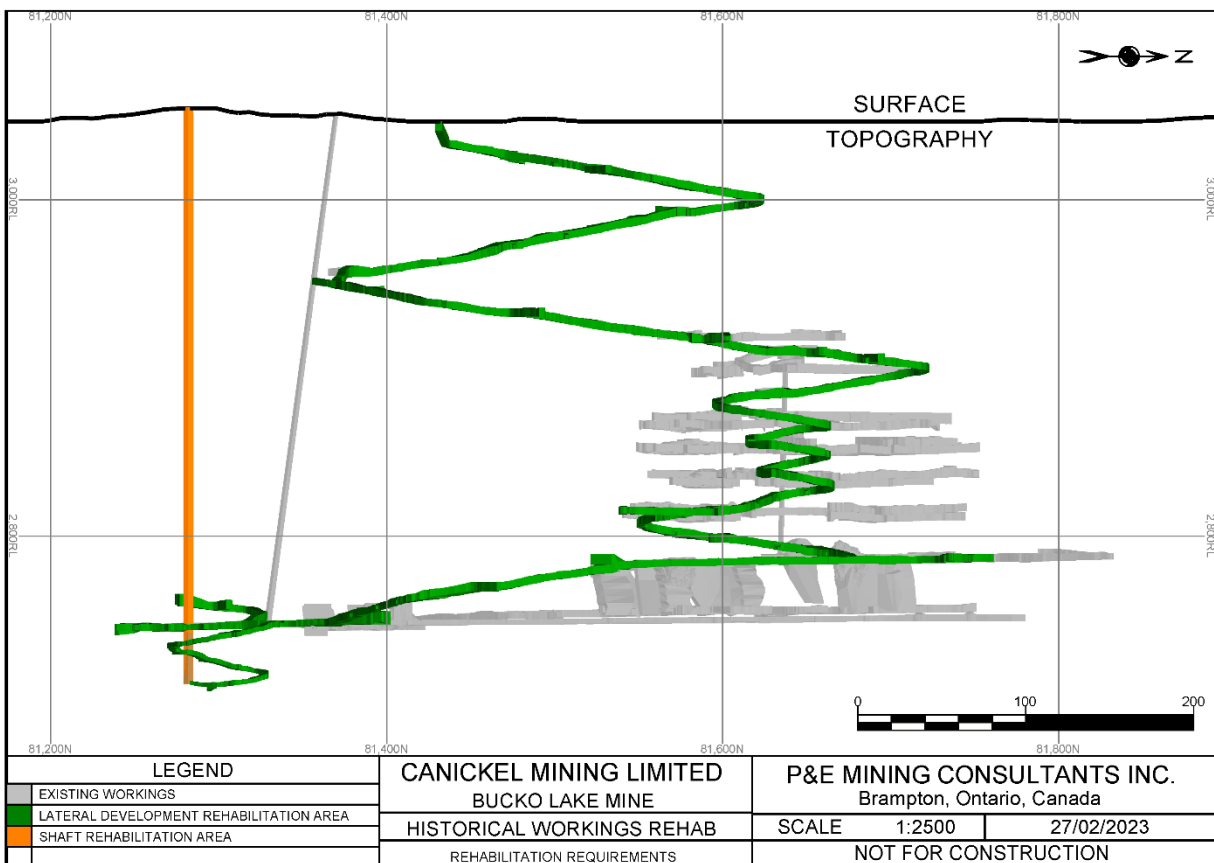 81,200N 81,400N 81,600N 81,800N
N
SURFACE
TOPOGRAPHY
3,000RL 3,000RL
2,800RL 2,800RL
0 100 200
81,200N 81,400N 81,600N 81,800N
LEGEND
EXISTING WORKINGS
LATERAL DEVELOPMENT REHABILITATION AREA
SHAFT REHABILITATION AREA
CANICKEL MINING LIMITED
BUCKO LAKE MINE
HISTORICAL WORKINGS REHAB
REHABILITATION REQUIREMENTS
P&E MINING CONSULTANTS INC.
Brampton, Ontario, Canada
SCALE 1:2500 27/02/2023
NOT FOR CONSTRUCTION